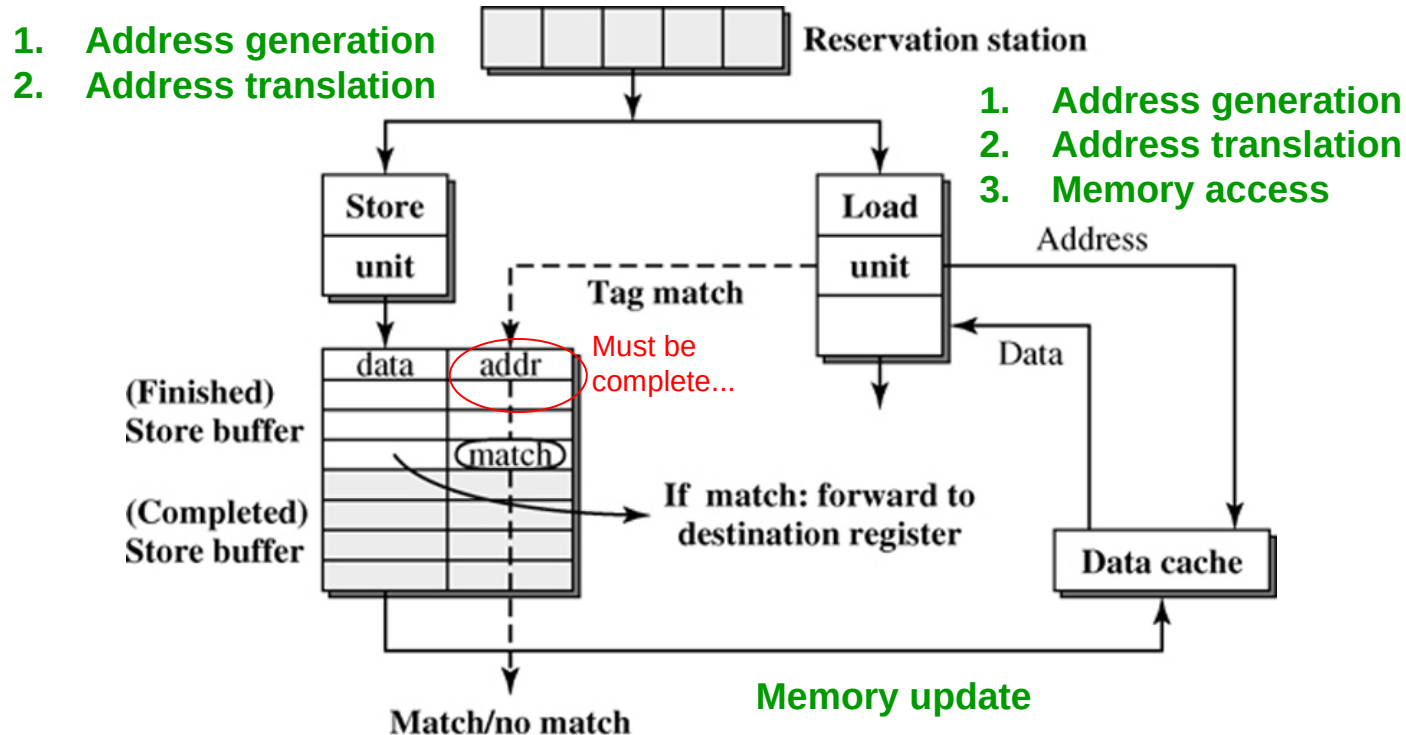 1. Address generation
2. Address translation
Reservation station
1. Address generation
2. Address translation
3. Memory access
Store
unit
Load
unit
Address
Tag match
Data
Must be
complete...
data addr
(Finished)
Store buffer
match
(Completed)
Store buffer
If match: forward to
destination register
Data cache
Memory update
Match/no match